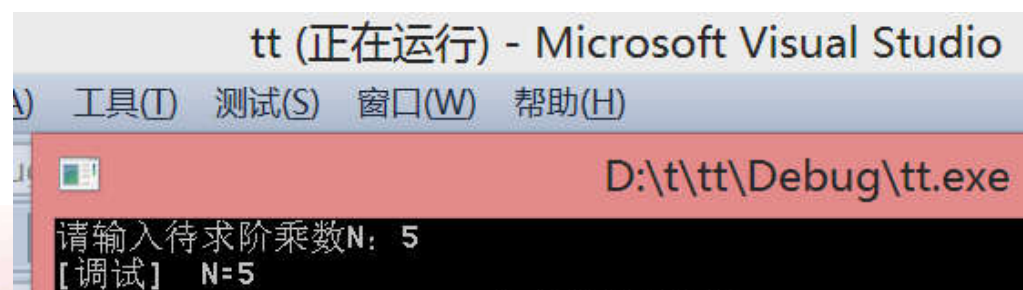 tt (正在运行) - Microsoft Visual Studio
工具(T) 测试(S) 窗口(W) 帮助(H)
D:\t\tt\Debug\tt.exe
请输入待求阶乘数N: 5
[调试] N=5